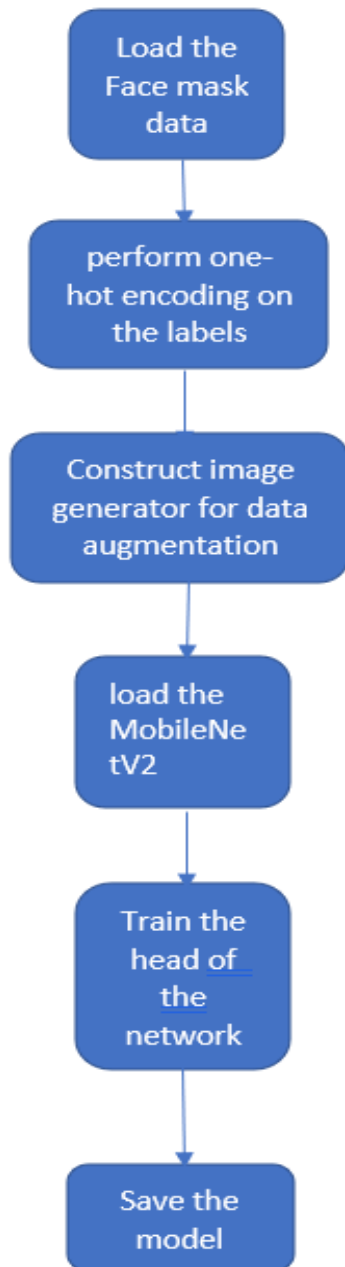 Load the
Face mask
data
perform one-
hot encoding on
the labels
Construct image
generator for data
augmentation
load the
MobileNe
tV2
Train the
head of
the
network
Save the
model